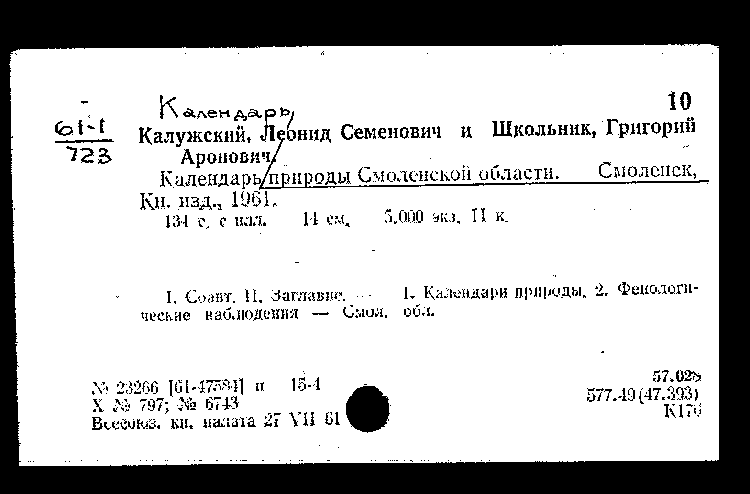 10
Календарь
61-1
723
Калужский, Леонид Семенович и Школьник, Григорий
Аронович.
Календарь природы Смоленской области. Смоленск,
Кн. изд., 1961.
134 с. с илл. 14 см. 5.000 экз. 11 к.
I. Соавт. II. Заглавие. — 1. Календари природы. 2. Фенологи-
ческие наблюдения — Смол. обл.
№ 23266 [61-47584] п 15-4
57.02в
Х № 797; № 6743
577.49(47.393)
Всесоюз. кн. палата 27 VII 61
К176